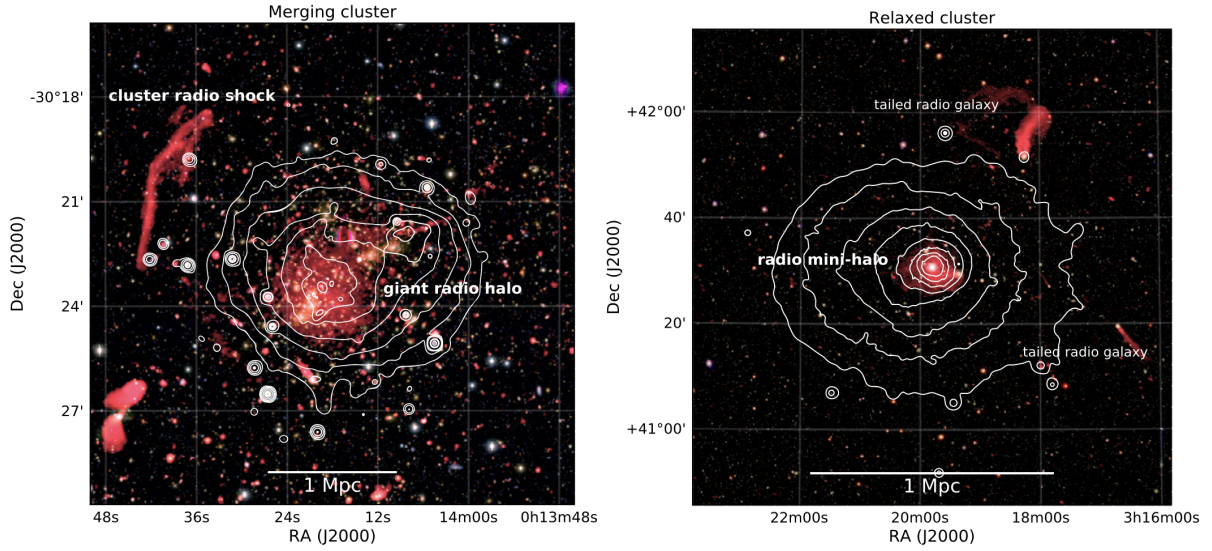 Merging cluster
cluster radio shock
giant radio halo
1 Mpc
-30°18'
21'
24'
27'
Dec (J2000)
48s 36s 24s 12s 14m00s 0h13m48s
RA (J2000)
Relaxed cluster
tailed radio galaxy
radio mini-halo
tailed radio galaxy
1 Mpc
+42°00'
40'
20'
+41°00'
Dec (J2000)
22m00s 20m00s 18m00s 3h16m00s
RA (J2000)